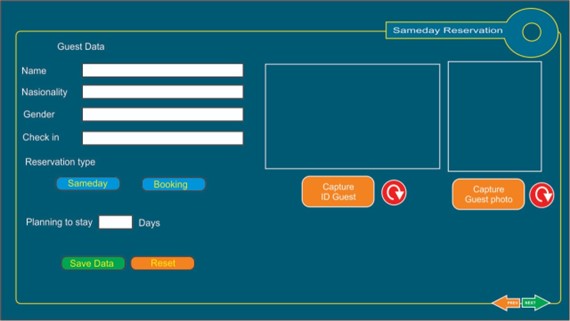 Sameday Reservation
Guest Data
Name
Nasionality
Gender
Check in
Reservation type
Sameday
Booking
Capture
ID Guest
Capture
Guest photo
Planning to stay
Days
Save Data
Reset
PREV
NEXT